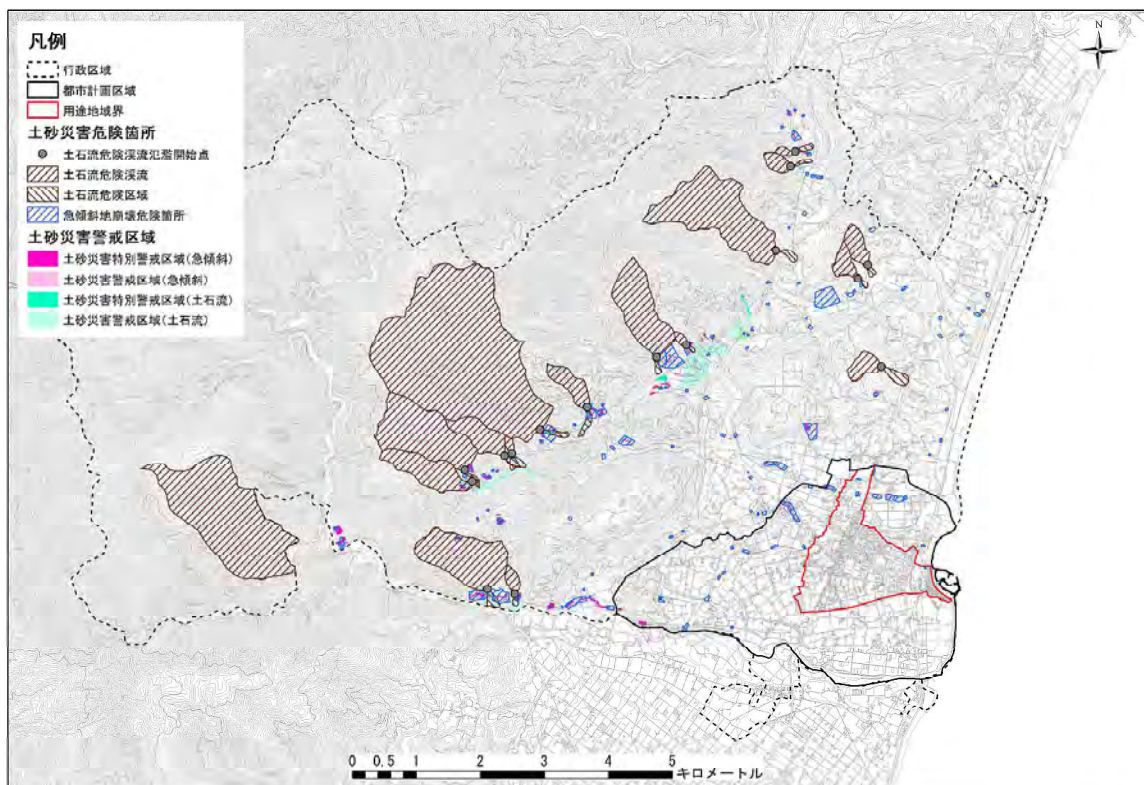 凡例
行政区域
都市計画区域
用途地域界
土砂災害危険箇所
土石流危険渓流氾濫開始点
土石流危険渓流
土石流危険区域
急傾斜地崩壊危険箇所
土砂災害警戒区域
土砂災害特別警戒区域(急傾斜)
土砂災害警戒区域(急傾斜)
土砂災害特別警戒区域(土石流)
土砂災害警戒区域(土石流)
N
0 0.5 1 2 3 4 5 キロメートル